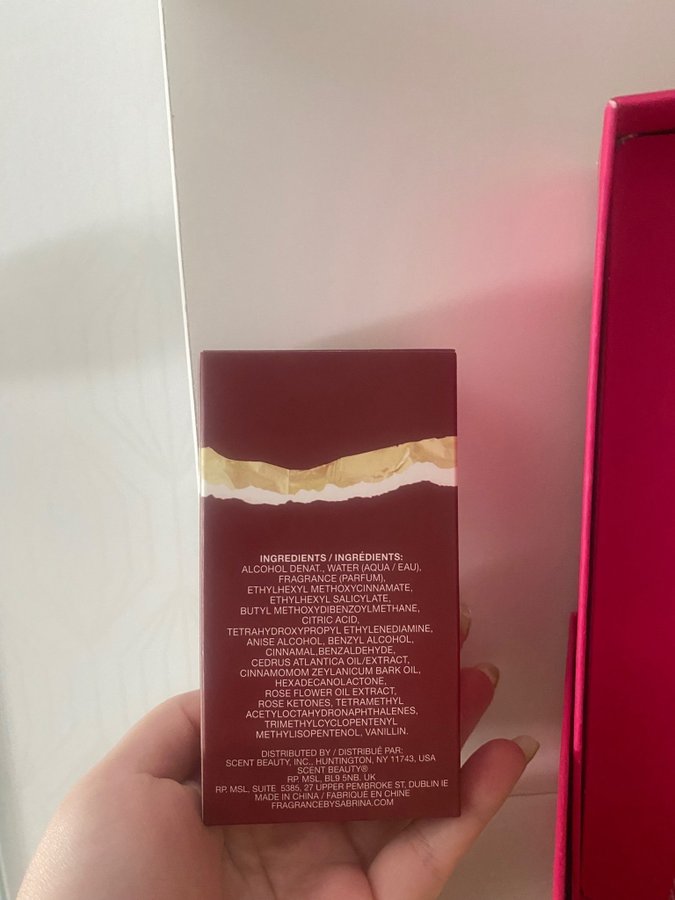 INGREDIENTS / INGRÉDIENTS:
ALCOHOL DENAT., WATER (AQUA / EAU),
FRAGRANCE (PARFUM),
ETHYLHEXYL METHOXYCINNAMATE,
ETHYLHEXYL SALICYLATE,
BUTYL METHOXYDIBENZOYLMETHANE,
CITRIC ACID,
TETRAHYDROXYPROPYL ETHYLENEDIAMINE,
ANISE ALCOHOL, BENZYL ALCOHOL,
CINNAMAL,BENZALDEHYDE,
CEDRUS ATLANTICA OIL/EXTRACT,
CINNAMOMOM ZEYLANICUM BARK OIL,
HEXADECANOLACTONE,
ROSE FLOWER OIL EXTRACT,
ROSE KETONES, TETRAMETHYL
ACETYLOCTAHYDRONAPHTHALENES,
TRIMETHYLCYCLOPENTENYL
METHYLISOPENTENOL, VANILLIN.
DISTRIBUTED BY / DISTRIBUÉ PAR:
SCENT BEAUTY, INC., HUNTINGTON, NY 11743, USA
SCENT BEAUTY®
RP. MSL, BL9 5NB. UK
RP. MSL, SUITE 5385, 27 UPPER PEMBROKE ST, DUBLIN IE
MADE IN CHINA / FABRIQUÉ EN CHINE
FRAGRANCEBYSABRINA.COM